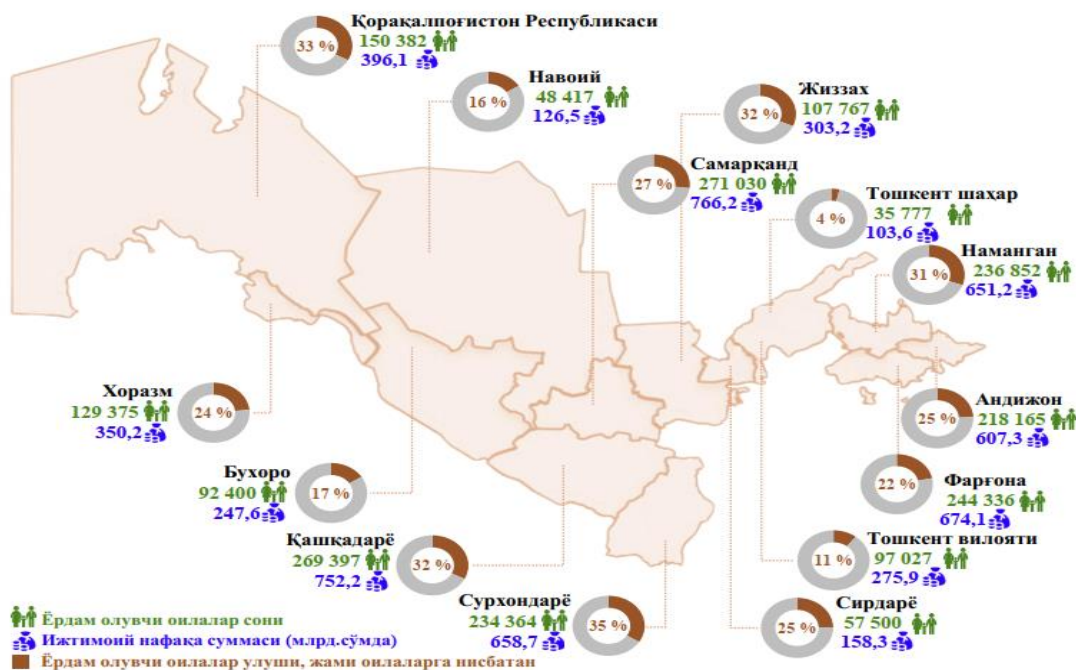 Қорақалпоғистон Республикаси
33 %
150 382
396,1
Навоий
16 %
48 417
126,5
Жиззах
32 %
107 767
303,2
Самарқанд
27 %
271 030
766,2
Тошкент шаҳар
4 %
35 777
103,6
Наманган
31 %
236 852
651,2
Хоразм
129 375
24 %
350,2
Андижон
25 %
218 165
607,3
Бухоро
92 400
17 %
247,6
Фарғона
22 %
244 336
674,1
Қашқадарё
269 397
32 %
752,2
Тошкент вилояти
11 %
97 027
275,9
Сурхондарё
234 364
35 %
658,7
Сирдарё
25 %
57 500
158,3
Ёрдам олувчи оилалар сони
Ижтимоий нафақа суммаси (млрд.сўмда)
Ёрдам олувчи оилалар улуши, жами оилаларга нисбатан